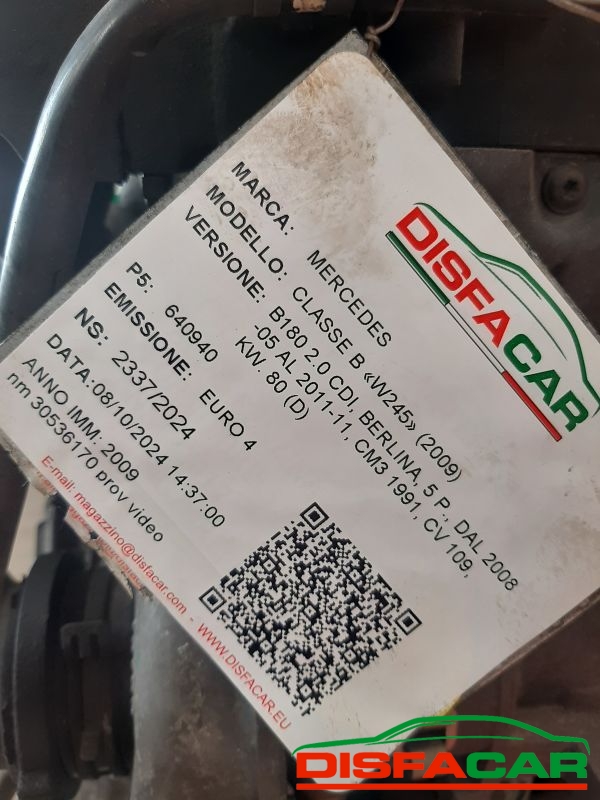 DISFACAR
MARCA: MERCEDES
MODELLO: CLASSE B «W245» (2009)
VERSIONE: B180 2.0 CDI, BERLINA, 5 P., DAL 2008
-05 AL 2011-11, CM3 1991, CV 109,
KW. 80 (D)
P5: 640940
EMISSIONE: EURO 4
NS: 2337/2024
DATA: 08/10/2024 14:37:00
ANNO IMM: 2009
nm 30536170 prov video
E-mail: magazzino@disfacar.com - WWW.DISFACAR.EU
DISFACAR